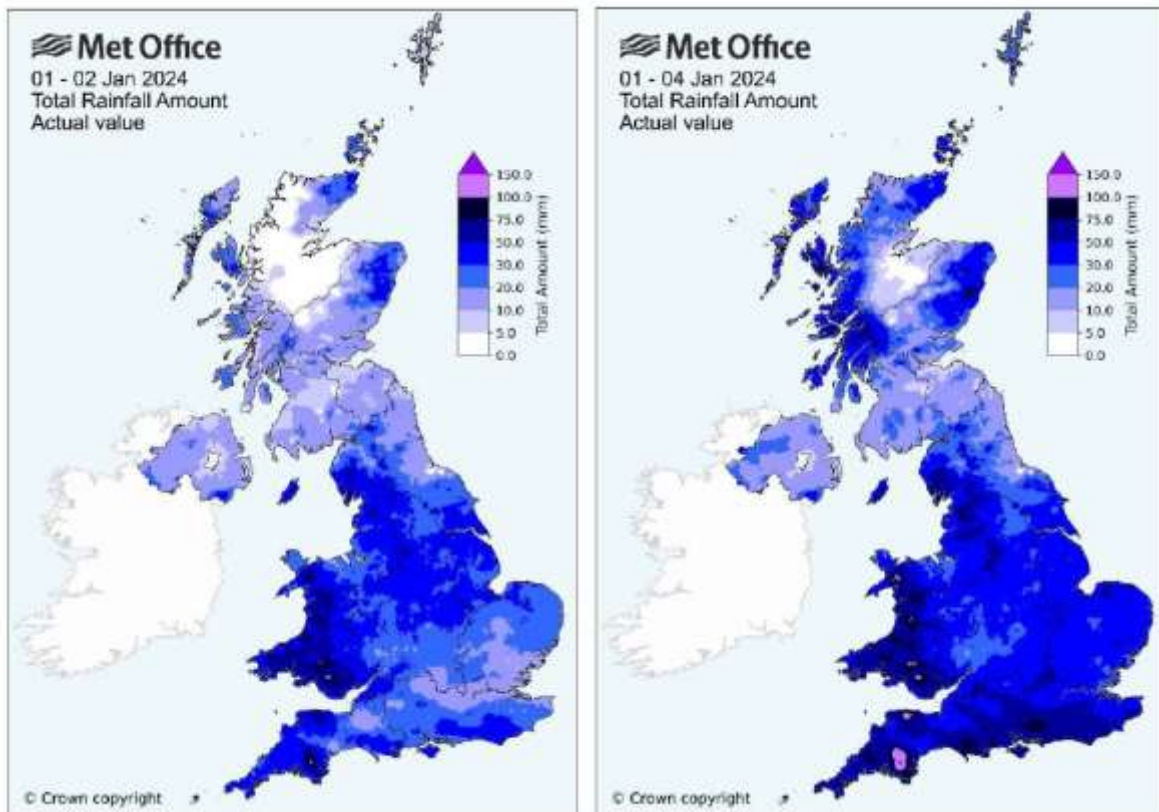 Met Office
01 - 02 Jan 2024
Total Rainfall Amount
Actual value
150.0
100.0
75.0
50.0
30.0
20.0
10.0
5.0
0.0
Total Amount (mm)
© Crown copyright
Met Office
01 - 04 Jan 2024
Total Rainfall Amount
Actual value
150.0
100.0
75.0
50.0
30.0
20.0
10.0
5.0
0.0
Total Amount (mm)
© Crown copyright